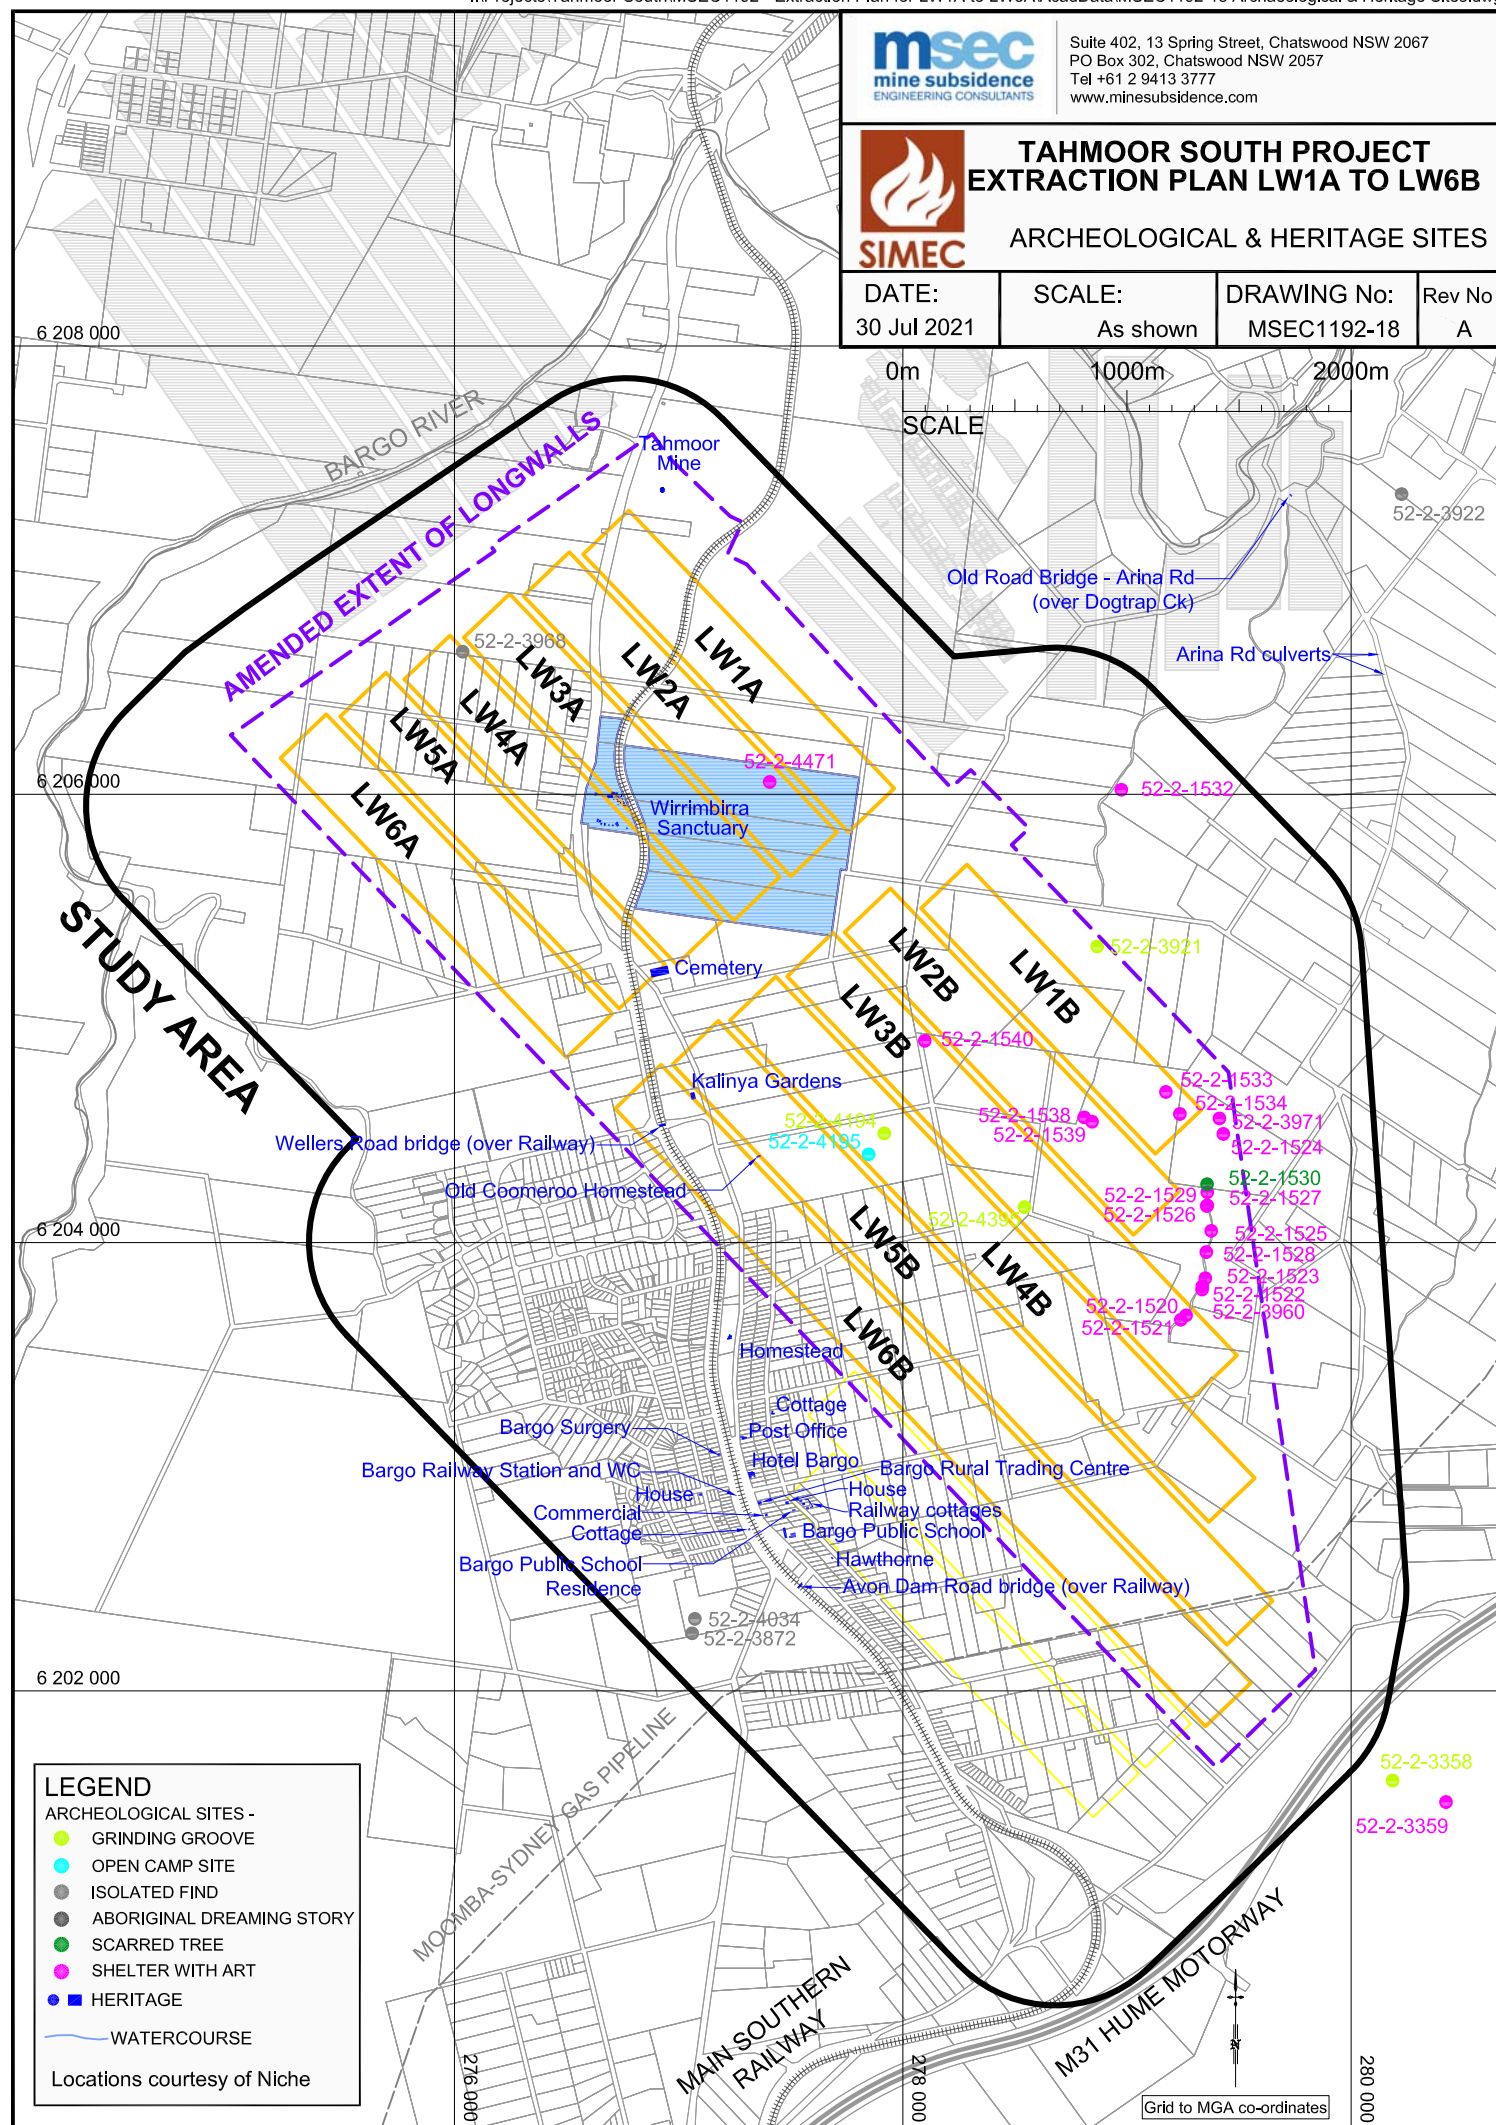 msec
mine subsidence
ENGINEERING CONSULTANTS
Suite 402, 13 Spring Street, Chatswood NSW 2067
PO Box 302, Chatswood NSW 2057
Tel +61 2 9413 3777
www.minesubsidence.com
SIMEC
TAHMOOR SOUTH PROJECT
EXTRACTION PLAN LW1A TO LW6B
ARCHEOLOGICAL & HERITAGE SITES
DATE:
30 Jul 2021
SCALE:
As shown
DRAWING No:
MSEC1192-18
Rev No
A
6 208 000
0m
1000m
2000m
SCALE
BARGO RIVER
AMENDED EXTENT OF LONGWALLS
Tahmoor
Mine
52-2-3922
Old Road Bridge - Arina Rd
(over Dogtrap Ck)
Arina Rd culverts
52-2-3968
LW1A
LW2A
LW3A
LW4A
LW5A
LW6A
52-2-4471
6 206 000
52-2-1532
Wirrimbirra
Sanctuary
STUDY AREA
52-2-3921
Cemetery
LW1B
LW2B
LW3B
52-2-1540
Kalinya Gardens
52-2-1533
52-2-1534
52-2-1538
52-2-1539
52-2-3971
52-2-1524
52-2-4194
52-2-4195
Wellers Road bridge (over Railway)
Old Coomeroo Homestead
52-2-1530
52-2-1529
52-2-1527
52-2-1526
52-2-4395
52-2-1525
6 204 000
LW5B
LW4B
52-2-1528
52-2-1523
52-2-1522
52-2-1520
52-2-3960
52-2-1521
LW6B
Homestead
Cottage
Bargo Surgery
Post Office
Hotel Bargo
Bargo Railway Station and WC
Bargo Rural Trading Centre
House
House
Commercial
Cottage
Railway cottages
Bargo Public School
Bargo Public School
Residence
Hawthorne
Avon Dam Road bridge (over Railway)
52-2-4034
52-2-3872
6 202 000
MOOMBA-SYDNEY GAS PIPELINE
52-2-3358
52-2-3359
LEGEND
ARCHEOLOGICAL SITES -
GRINDING GROOVE
OPEN CAMP SITE
ISOLATED FIND
ABORIGINAL DREAMING STORY
SCARRED TREE
SHELTER WITH ART
HERITAGE
WATERCOURSE
Locations courtesy of Niche
276 000
MAIN SOUTHERN
RAILWAY
278 000
M31 HUME MOTORWAY
N
280 000
Grid to MGA co-ordinates